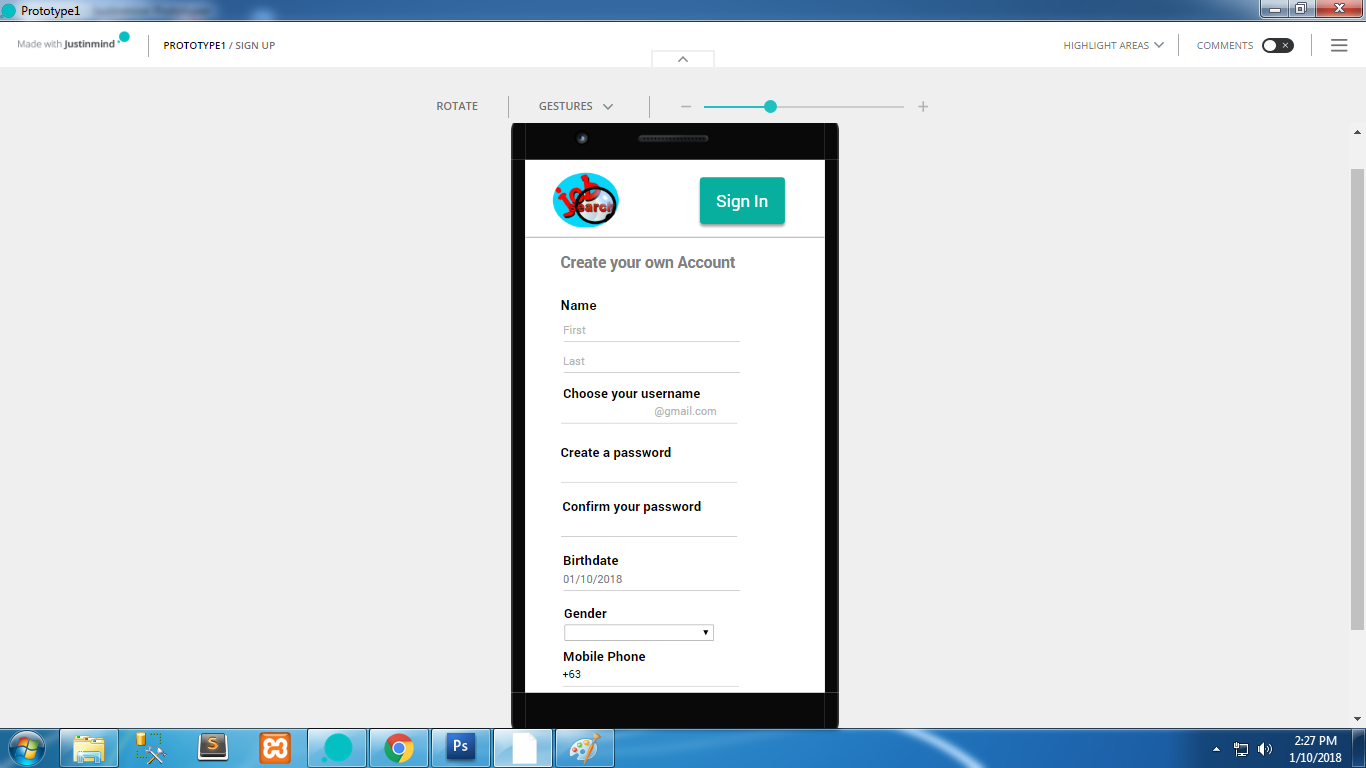 Prototype1
Made with Justinmind
PROTOTYPE1 / SIGN UP
HIGHLIGHT AREAS
COMMENTS
ROTATE
GESTURES
job
search
Sign In
Create your own Account
Name
First
Last
Choose your username
@gmail.com
Create a password
Confirm your password
Birthdate
01/10/2018
Gender
Mobile Phone
+63
S
Ps
2:27 PM
1/10/2018